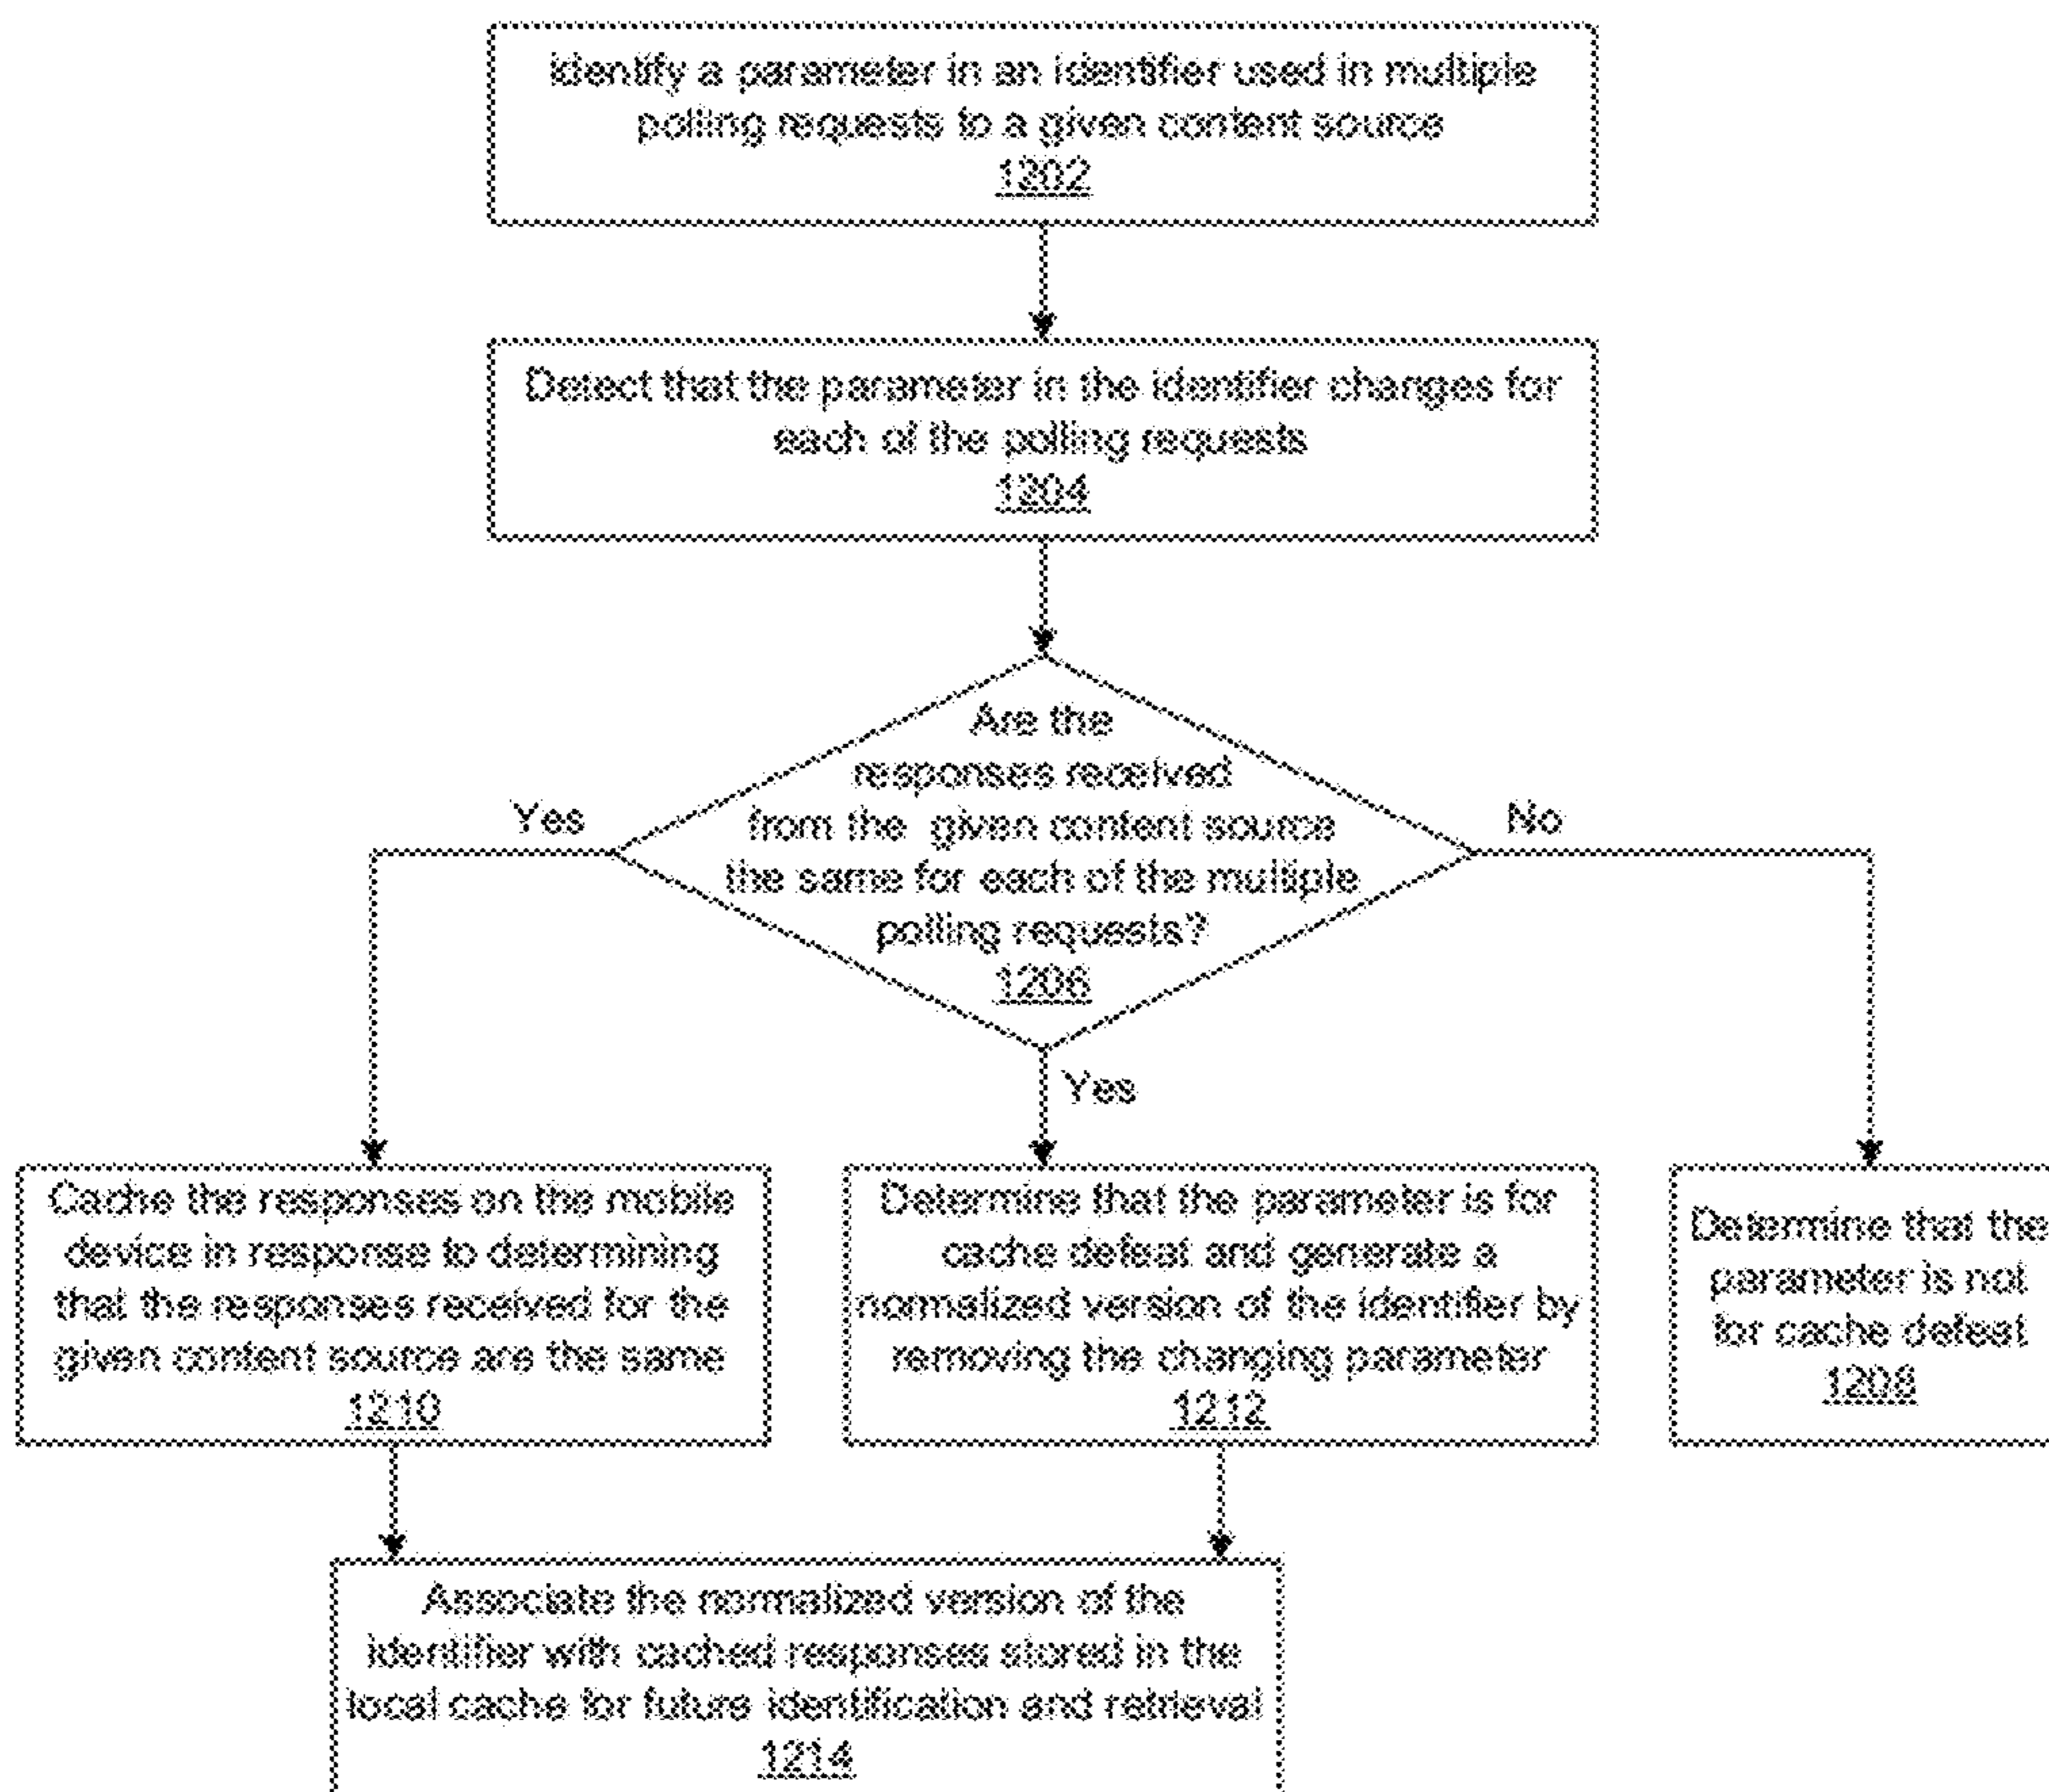 Identify a parameter in an identifier used in multiple
polling requests to a given content source
1202
Detect that the parameter in the identifier changes for
each of the polling requests
1204
Are the
responses received
from the given content source
the same for each of the multiple
polling requests?
1206
Yes
No
Yes
Cache the responses on the mobile
device in response to determining
that the responses received for the
given content source are the same
1210
Determine that the parameter is for
cache defeat and generate a
normalized version of the identifier by
removing the changing parameter
1212
Determine that the
parameter is not
for cache defeat
1208
Associate the normalized version of the
identifier with cached responses stored in the
local cache for future identification and retrieval
1214